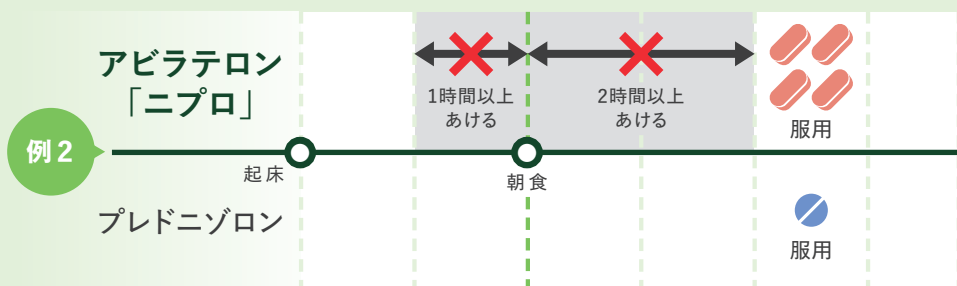 アビラテロン
「ニプロ」
1時間以上
あける
2時間以上
あける
服用
例2
起床
朝食
プレドニゾロン
服用